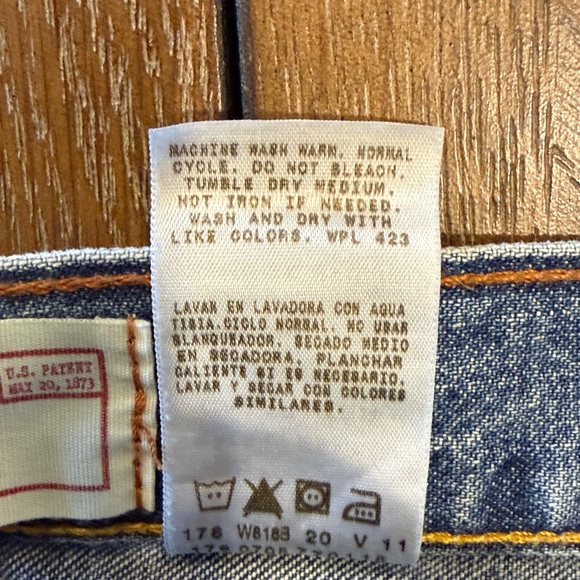 MACHINE WASH WARM, NORMAL
CYCLE. DO NOT BLEACH.
TUMBLE DRY MEDIUM.
HOT IRON IF NEEDED.
WASH AND DRY WITH
LIKE COLORS. WPL 423
LAVAR EN LAVADORA CON AGUA
TIBIA.CICLO NORMAL. NO USAR
BLANQUEADOR. SECADO MEDIO
EN SECADORA. PLANCHAR
CALIENTE SI ES NECESARIO.
LAVAR Y SECAR CON COLORES
SIMILARES.
176 W818B 20 V 11
U.S. PATENT
MAY 20, 1873